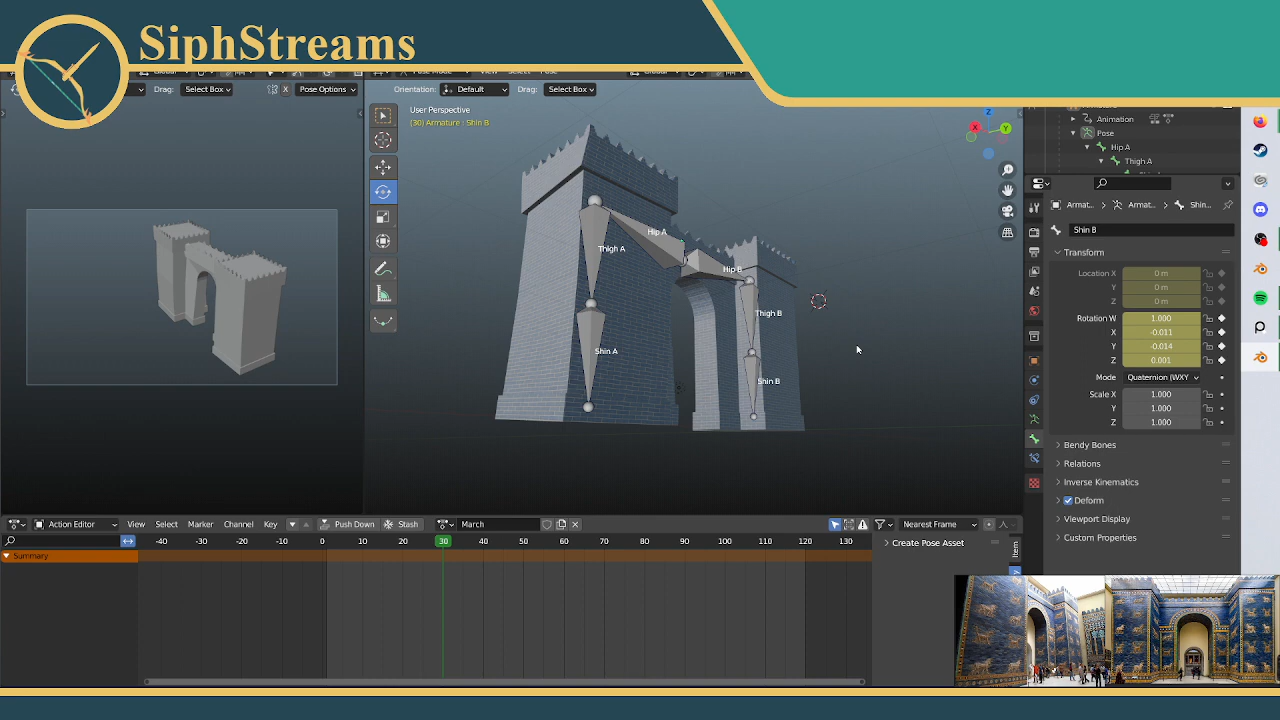 SiphStreams
Drag: Select Box Pose Options
Orientation: Default Drag: Select Box
User Perspective
(30) Armature : Shin B
Hip A
Thigh A
Hip B
Thigh B
Shin A
Shin B
X
Y
Z
Animation
Pose
Hip A
Thigh A
Armat... Armat... Shin...
Shin B
Transform
Location X 0 m
Y 0 m
Z 0 m
Rotation W 1.000
X -0.011
Y -0.014
Z 0.001
Mode Quaternion (WXY
Scale X 1.000
Y 1.000
Z 1.000
Bendy Bones
Relations
Inverse Kinematics
Deform
Viewport Display
Custom Properties
Action Editor View Select Marker Channel Key Push Down Stash March Nearest Frame
-40 -30 -20 -10 0 10 20 30 40 50 60 70 80 90 100 110 120 130
Create Pose Asset
Item
Summary